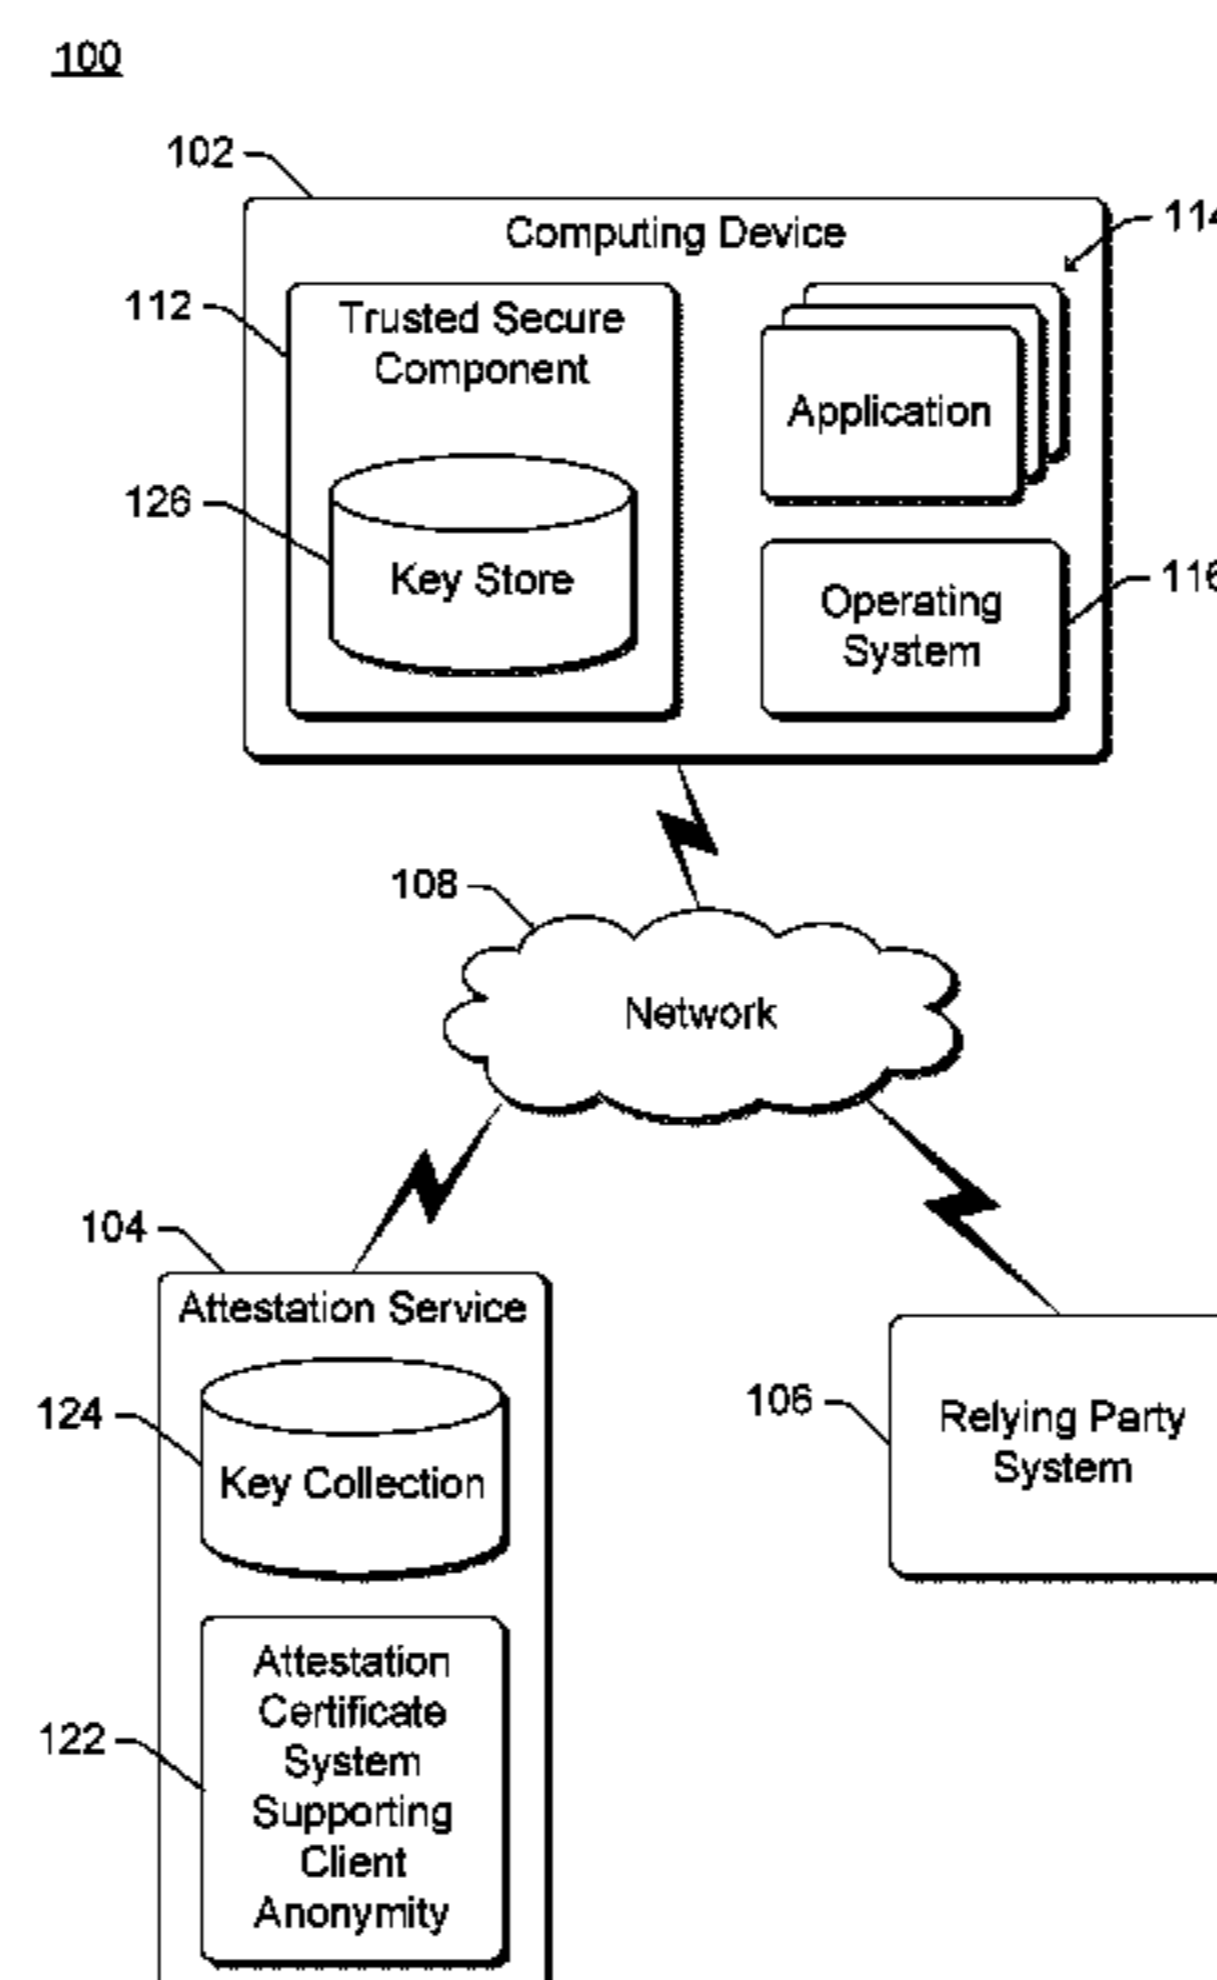 100
102
Computing Device
114
112
Trusted Secure
Component
Application
126
Key Store
Operating
System
116
108
Network
104
Attestation Service
124
Key Collection
106
Relying Party
System
122
Attestation
Certificate
System
Supporting
Client
Anonymity